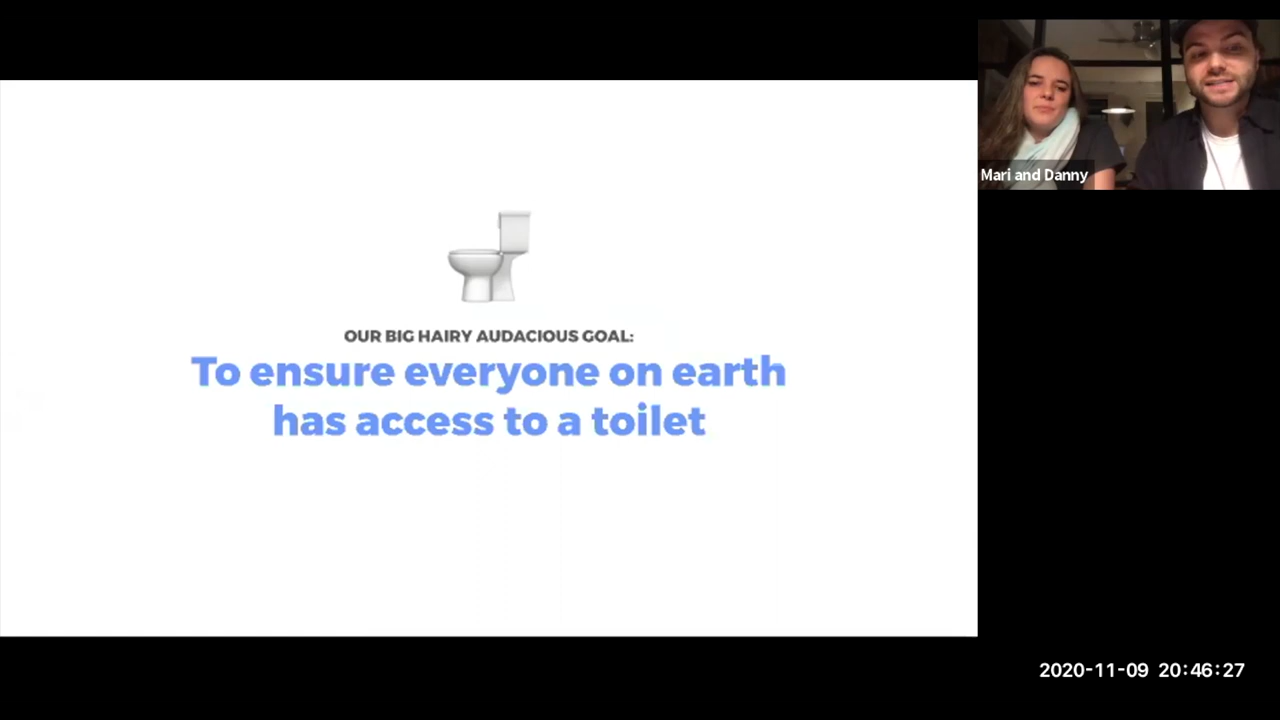 Mari and Danny
OUR BIG HAIRY AUDACIOUS GOAL:
To ensure everyone on earth
has access to a toilet
2020-11-09 20:46:27